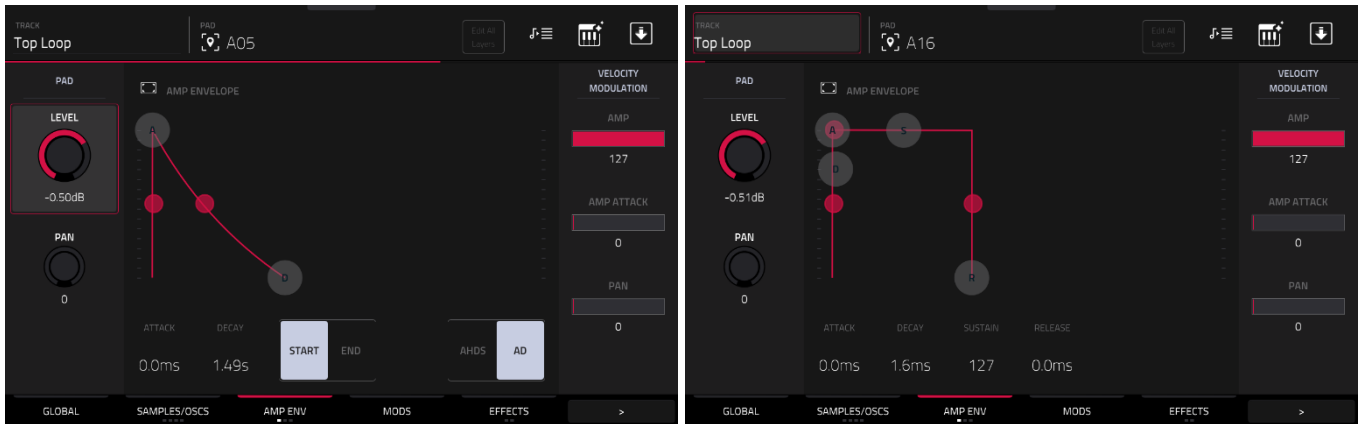 TRACK
Top Loop
PAD
A05
Edit All
Layers
PAD
LEVEL
-0.50dB
PAN
0
AMP ENVELOPE
A
D
ATTACK
0.0ms
DECAY
1.49s
START
END
AHDS
AD
VELOCITY
MODULATION
AMP
127
AMP ATTACK
0
PAN
0
GLOBAL
SAMPLES/OSCS
AMP ENV
MODS
EFFECTS
>
TRACK
Top Loop
PAD
A16
Edit All
Layers
PAD
LEVEL
-0.51dB
PAN
0
AMP ENVELOPE
A
S
D
R
ATTACK
0.0ms
DECAY
1.6ms
SUSTAIN
127
RELEASE
0.0ms
VELOCITY
MODULATION
AMP
127
AMP ATTACK
0
PAN
0
GLOBAL
SAMPLES/OSCS
AMP ENV
MODS
EFFECTS
>